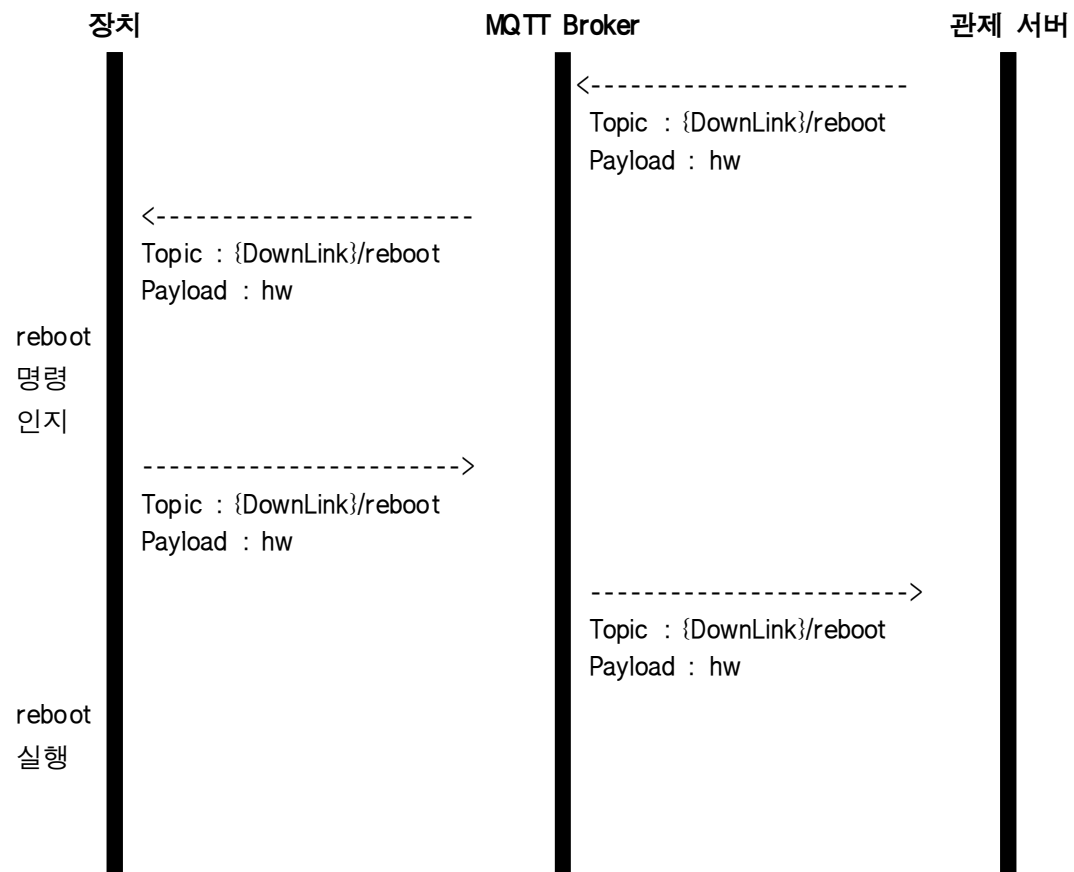 장치 MQTT Broker 관제 서버
<------------------------
Topic : {DownLink}/reboot
Payload : hw
<------------------------
Topic : {DownLink}/reboot
Payload : hw
reboot
명령
인지
------------------------>
Topic : {DownLink}/reboot
Payload : hw
------------------------>
Topic : {DownLink}/reboot
Payload : hw
reboot
실행